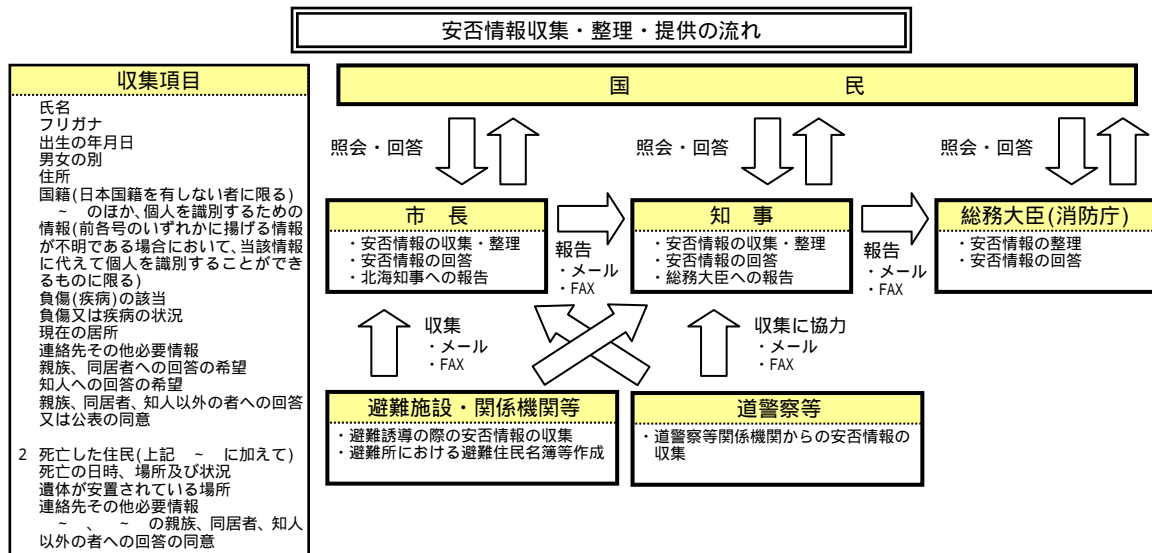 安否情報収集・整理・提供の流れ
収集項目
氏名
フリガナ
出生の年月日
男女の別
住所
国籍(日本国籍を有しない者に限る)
～　のほか、個人を識別するための
情報(前各号のいずれかに掲げる情報
が不明である場合において、当該情報
に代えて個人を識別することができ
るものに限る)
負傷(疾病)の該当
負傷又は疾病の状況
現在の居所
連絡先その他必要情報
親族、同居者への回答の希望
知人への回答の希望
親族、同居者、知人以外の者への回答
又は公表の同意
2 死亡した住民(上記　～　に加えて)
死亡の日時、場所及び状況
遺体が安置されている場所
連絡先その他必要情報
～　、　～　の親族、同居者、知人
以外の者への回答の同意
国　民
照会・回答
照会・回答
照会・回答
市　長
・安否情報の収集・整理
・安否情報の回答
・北海知事への報告
報告
・メール
・FAX
知　事
・安否情報の収集・整理
・安否情報の回答
・総務大臣への報告
報告
・メール
・FAX
総務大臣(消防庁)
・安否情報の整理
・安否情報の回答
収集
・メール
・FAX
収集に協力
・メール
・FAX
避難施設・関係機関等
・避難誘導の際の安否情報の収集
・避難所における避難住民名簿等作成
道警察等
・道警察等関係機関からの安否情報の
収集